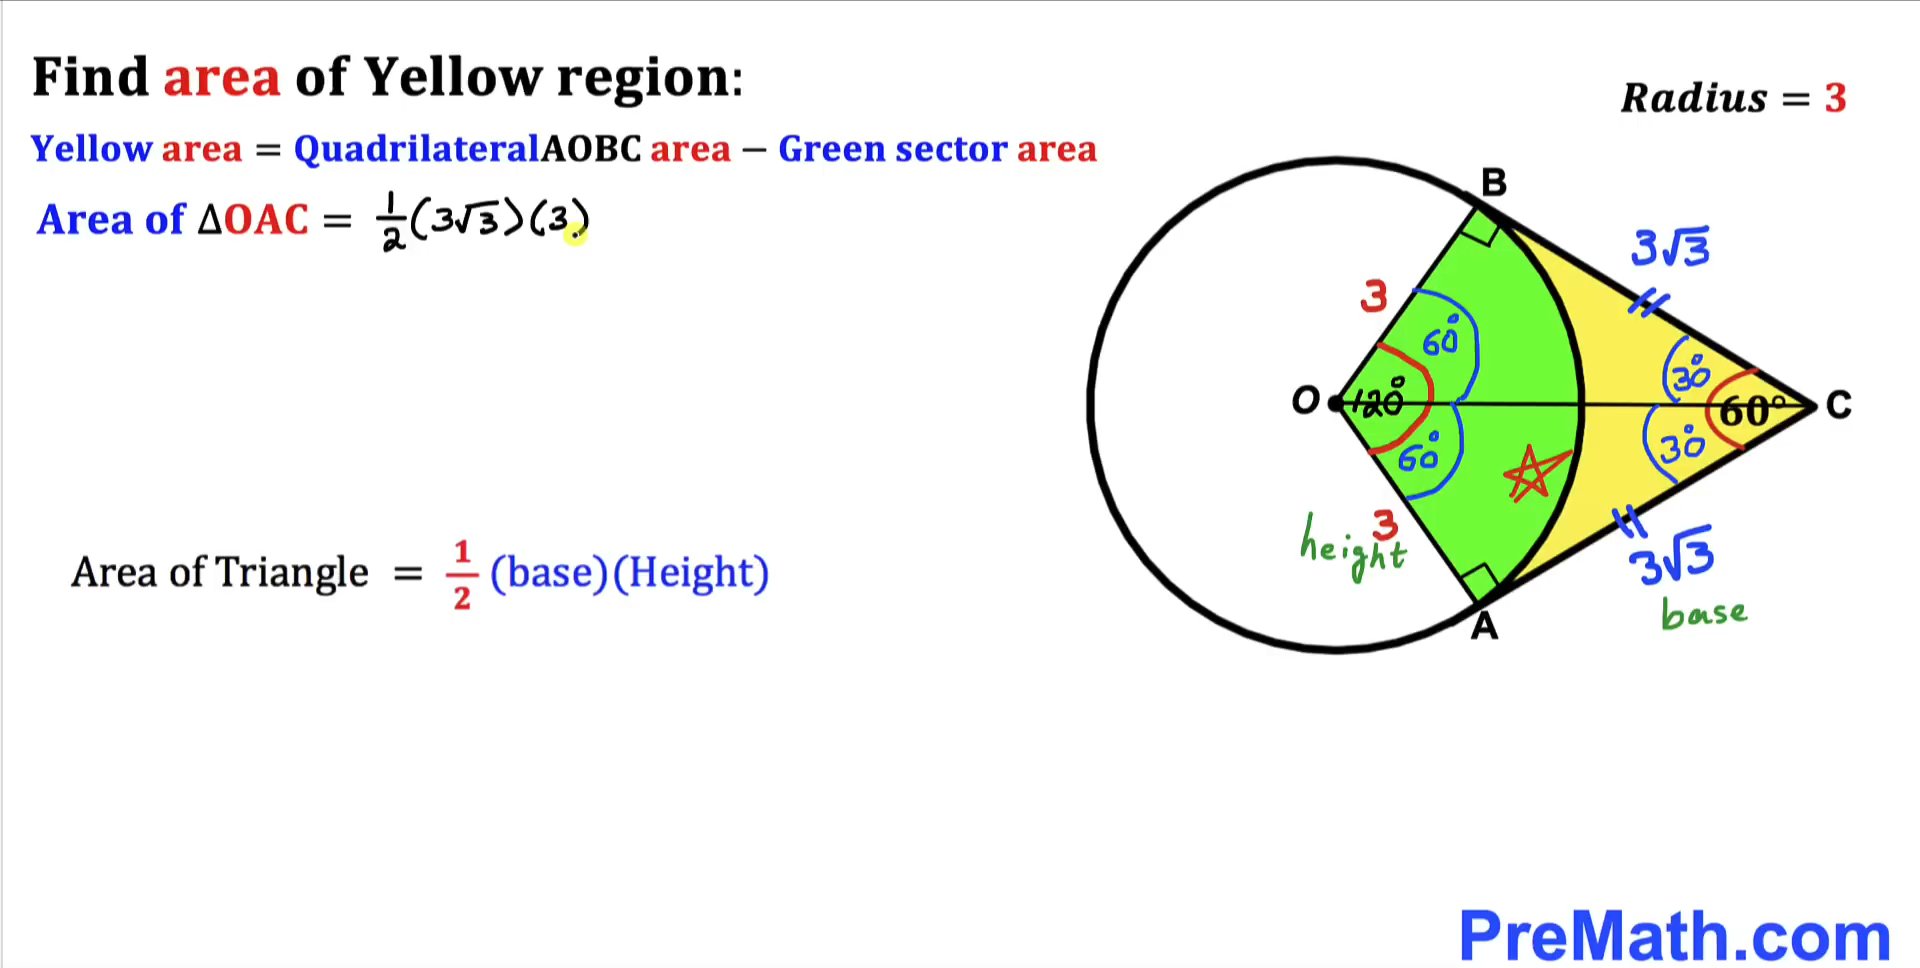 Find area of Yellow region:
Radius = 3
Yellow area = QuadrilateralAOBC area − Green sector area
Area of ΔOAC = 1/2 (3√3)(3)
B
3√3
3
60°
30°
O
120°
60°
C
60°
30°
height
3
3√3
base
A
Area of Triangle = 1/2 (base)(Height)
PreMath.com